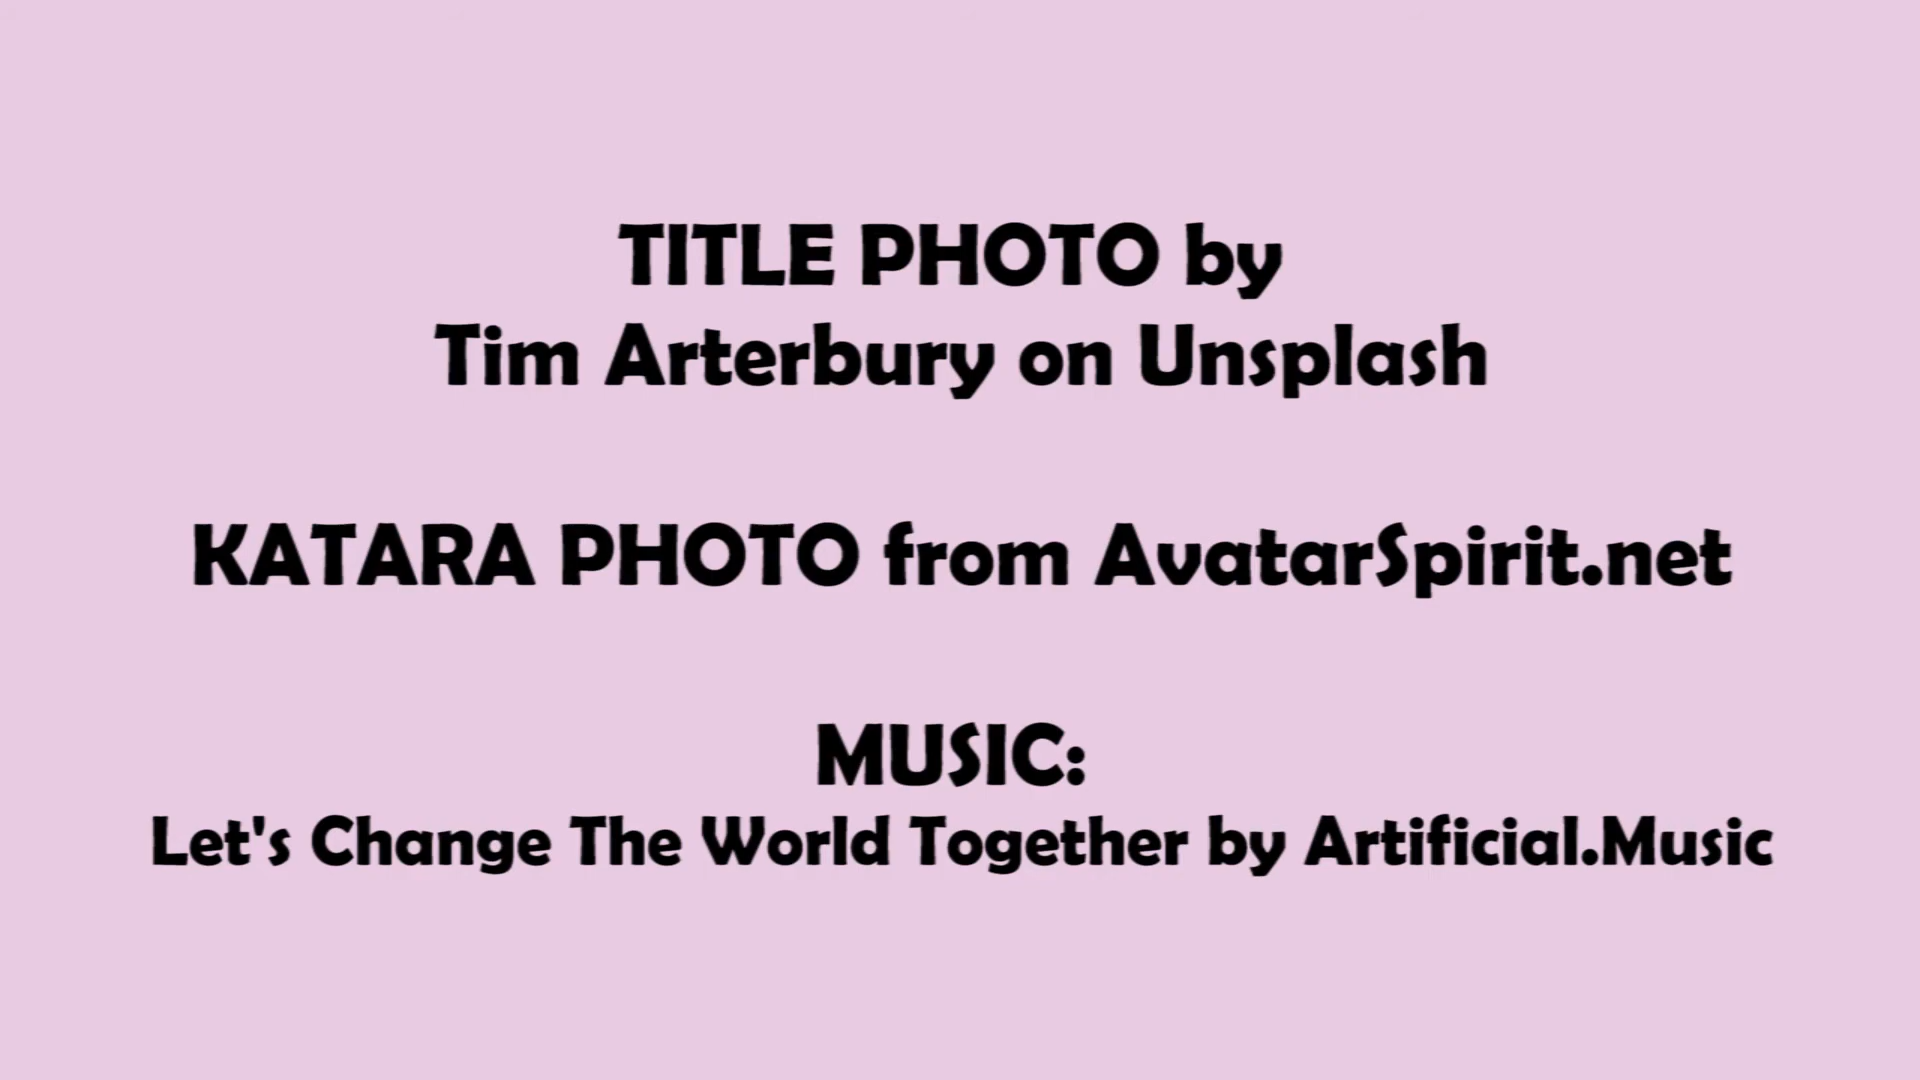 TITLE PHOTO by
Tim Arterbury on Unsplash
KATARA PHOTO from AvatarSpirit.net
MUSIC:
Let's Change The World Together by Artificial.Music